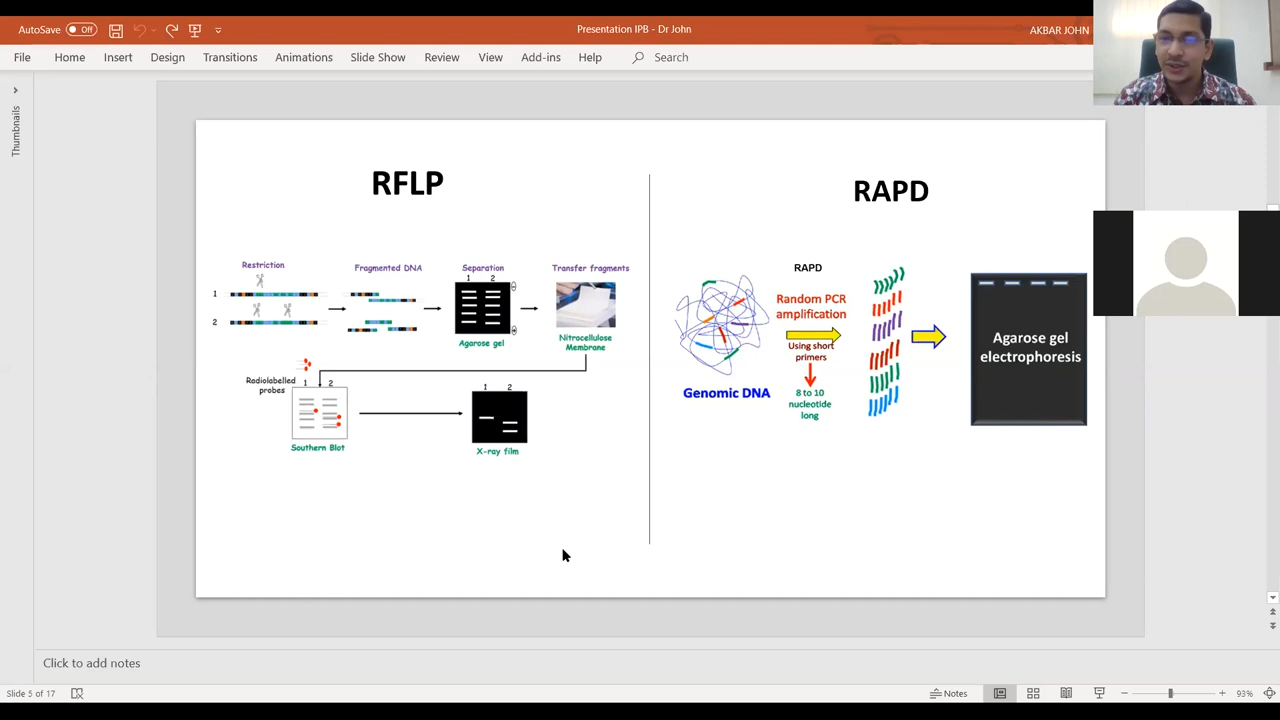 AutoSave Off
Presentation IPB - Dr John
AKBAR JOHN
File Home Insert Design Transitions Animations Slide Show Review View Add-ins Help Search
Thumbnails
RFLP
Restriction
Fragmented DNA
Separation
Transfer fragments
1 2
1
2
Agarose gel
Nitrocellulose
Membrane
Radiolabelled
probes
1 2
Southern Blot
1 2
X-ray film
RAPD
RAPD
Random PCR
amplification
Using short
primers
8 to 10
nucleotide
long
Genomic DNA
Agarose gel
electrophoresis
Click to add notes
Slide 5 of 17
Notes
93%